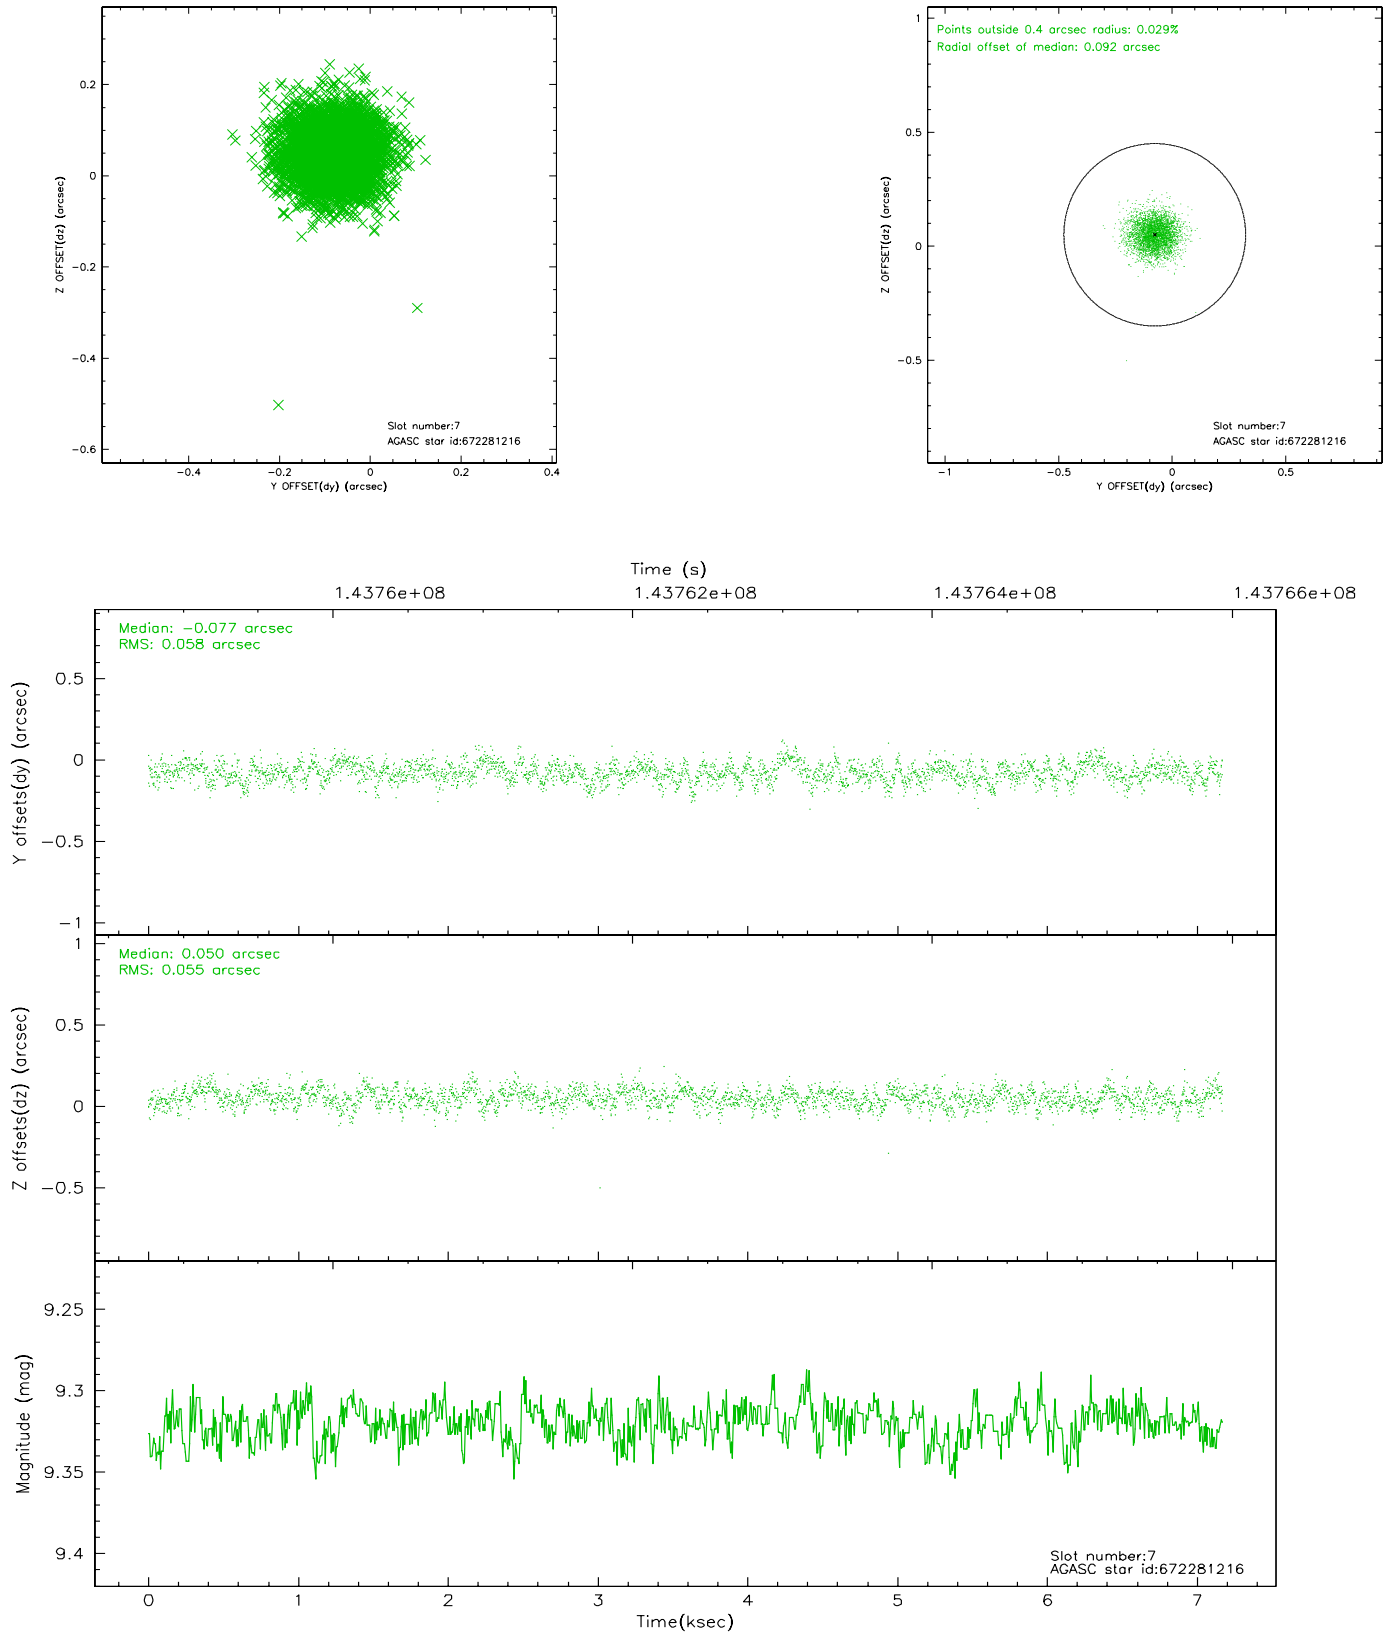 0.2
0
−0.2
−0.4
−0.6
Z OFFSET(dz) (arcsec)
Slot number:7
AGASC star id:672281216
−0.4
−0.2
0
0.2
0.4
Y OFFSET(dy) (arcsec)
Points outside 0.4 arcsec radius: 0.029%
Radial offset of median: 0.092 arcsec
1
0.5
0
−0.5
Z OFFSET(dz) (arcsec)
Slot number:7
AGASC star id:672281216
−1
−0.5
0
0.5
Y OFFSET(dy) (arcsec)
Time (s)
1.4376e+08
1.43762e+08
1.43764e+08
1.43766e+08
Median: −0.077 arcsec
RMS: 0.058 arcsec
0.5
0
−0.5
−1
Y offsets(dy) (arcsec)
Median: 0.050 arcsec
RMS: 0.055 arcsec
1
0.5
0
−0.5
Z offsets(dz) (arcsec)
9.25
9.3
9.35
9.4
Magnitude (mag)
Slot number:7
AGASC star id:672281216
0
1
2
3
4
5
6
7
Time(ksec)